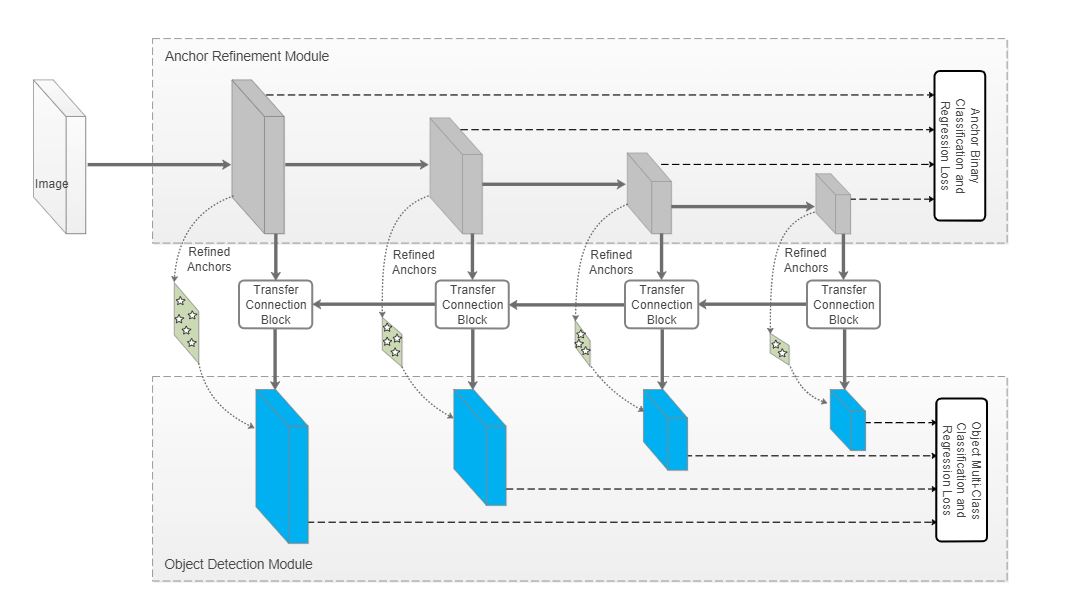 Anchor Refinement Module
Image
Anchor Binary
Classification and
Regression Loss
Refined
Anchors
Refined
Anchors
Refined
Anchors
Refined
Anchors
Transfer
Connection
Block
Transfer
Connection
Block
Transfer
Connection
Block
Transfer
Connection
Block
Object Multi-Class
Classification and
Regression Loss
Object Detection Module